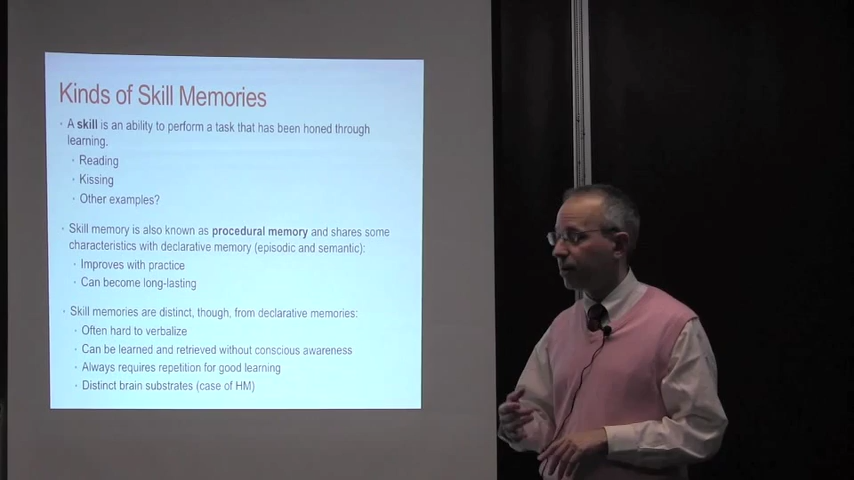 Kinds of Skill Memories
• A skill is an ability to perform a task that has been honed through
learning.
• Reading
• Kissing
• Other examples?
• Skill memory is also known as procedural memory and shares some
characteristics with declarative memory (episodic and semantic):
• Improves with practice
• Can become long-lasting
• Skill memories are distinct, though, from declarative memories:
• Often hard to verbalize
• Can be learned and retrieved without conscious awareness
• Always requires repetition for good learning
• Distinct brain substrates (case of HM)